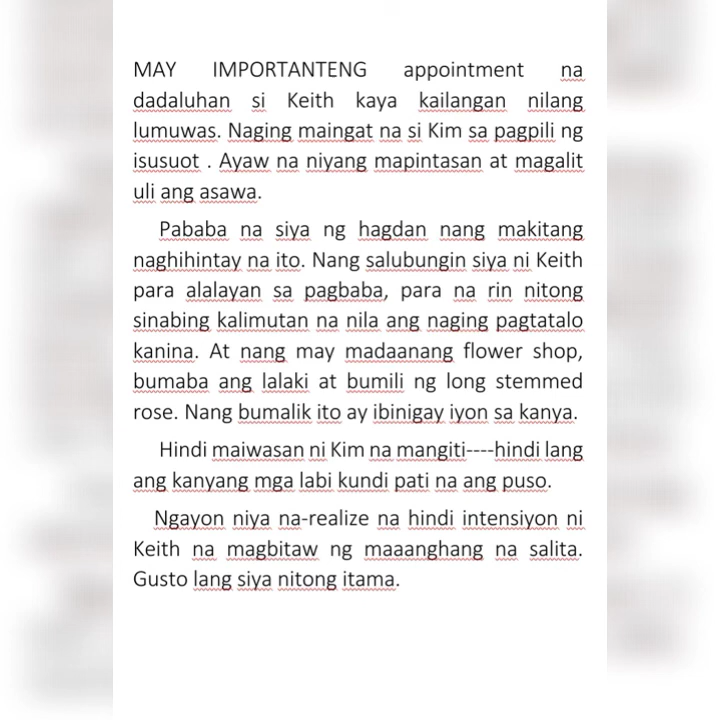 MAY IMPORTANTENG appointment na
dadaluhan si Keith kaya kailangan nilang
lumuwas. Naging maingat na si Kim sa pagpili ng
isusuot . Ayaw na niyang mapintasan at magalit
uli ang asawa.
Pababa na siya ng hagdan nang makitang
naghihintay na ito. Nang salubungin siya ni Keith
para alalayan sa pagbaba, para na rin nitong
sinabing kalimutan na nila ang naging pagtatalo
kanina. At nang may madaanang flower shop,
bumaba ang lalaki at bumili ng long stemmed
rose. Nang bumalik ito ay ibinigay iyon sa kanya.
Hindi maiwasan ni Kim na mangiti----hindi lang
ang kanyang mga labi kundi pati na ang puso.
Ngayon niya na-realize na hindi intensiyon ni
Keith na magbitaw ng maaanghang na salita.
Gusto lang siya nitong itama.